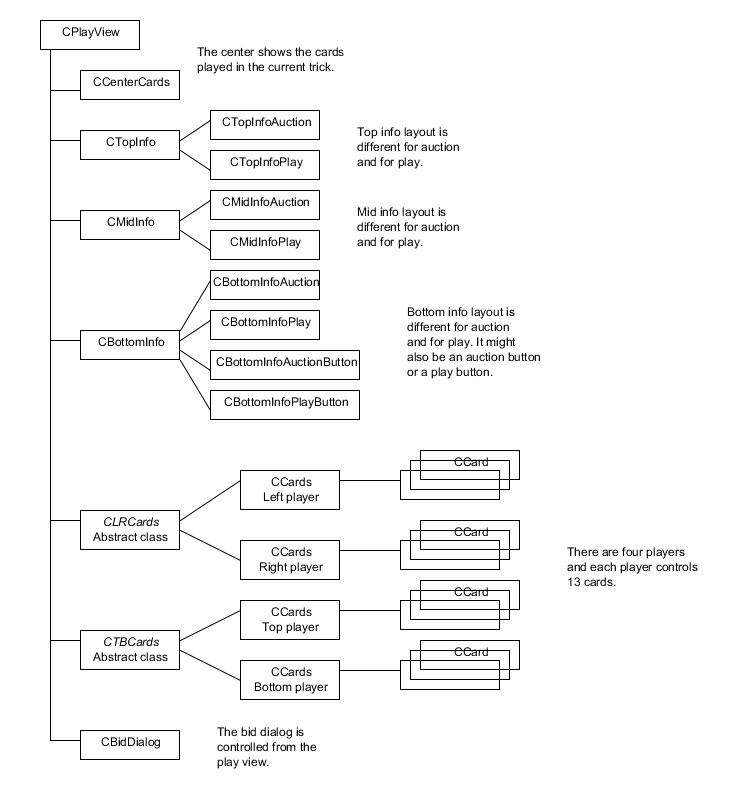 CPlayView
The center shows the cards
played in the current trick.
CCenterCards
CTopInfo
CTopInfoAuction
CTopInfoPlay
Top info layout is
different for auction
and for play.
CMidInfo
CMidInfoAuction
CMidInfoPlay
Mid info layout is
different for auction
and for play.
CBottomInfo
CBottomInfoAuction
CBottomInfoPlay
CBottomInfoAuctionButton
CBottomInfoPlayButton
Bottom info layout is
different for auction
and for play. It might
also be an auction button
or a play button.
CLRCards
Abstract class
CCards
Left player
CCard
CCards
Right player
CCard
There are four players
and each player controls
13 cards.
CTBCards
Abstract class
CCards
Top player
CCard
CCards
Bottom player
CCard
CBidDialog
The bid dialog is
controlled from the
play view.